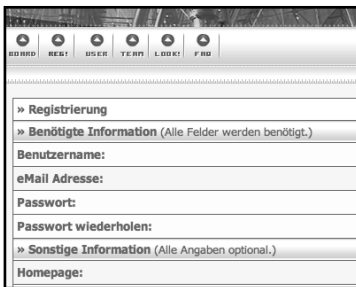 BOARD REG! USER TEAM LOOK! FAQ
» Registrierung
» Benötigte Information (Alle Felder werden benötigt.)
Benutzername:
eMail Adresse:
Passwort:
Passwort wiederholen:
» Sonstige Information (Alle Angaben optional.)
Homepage: